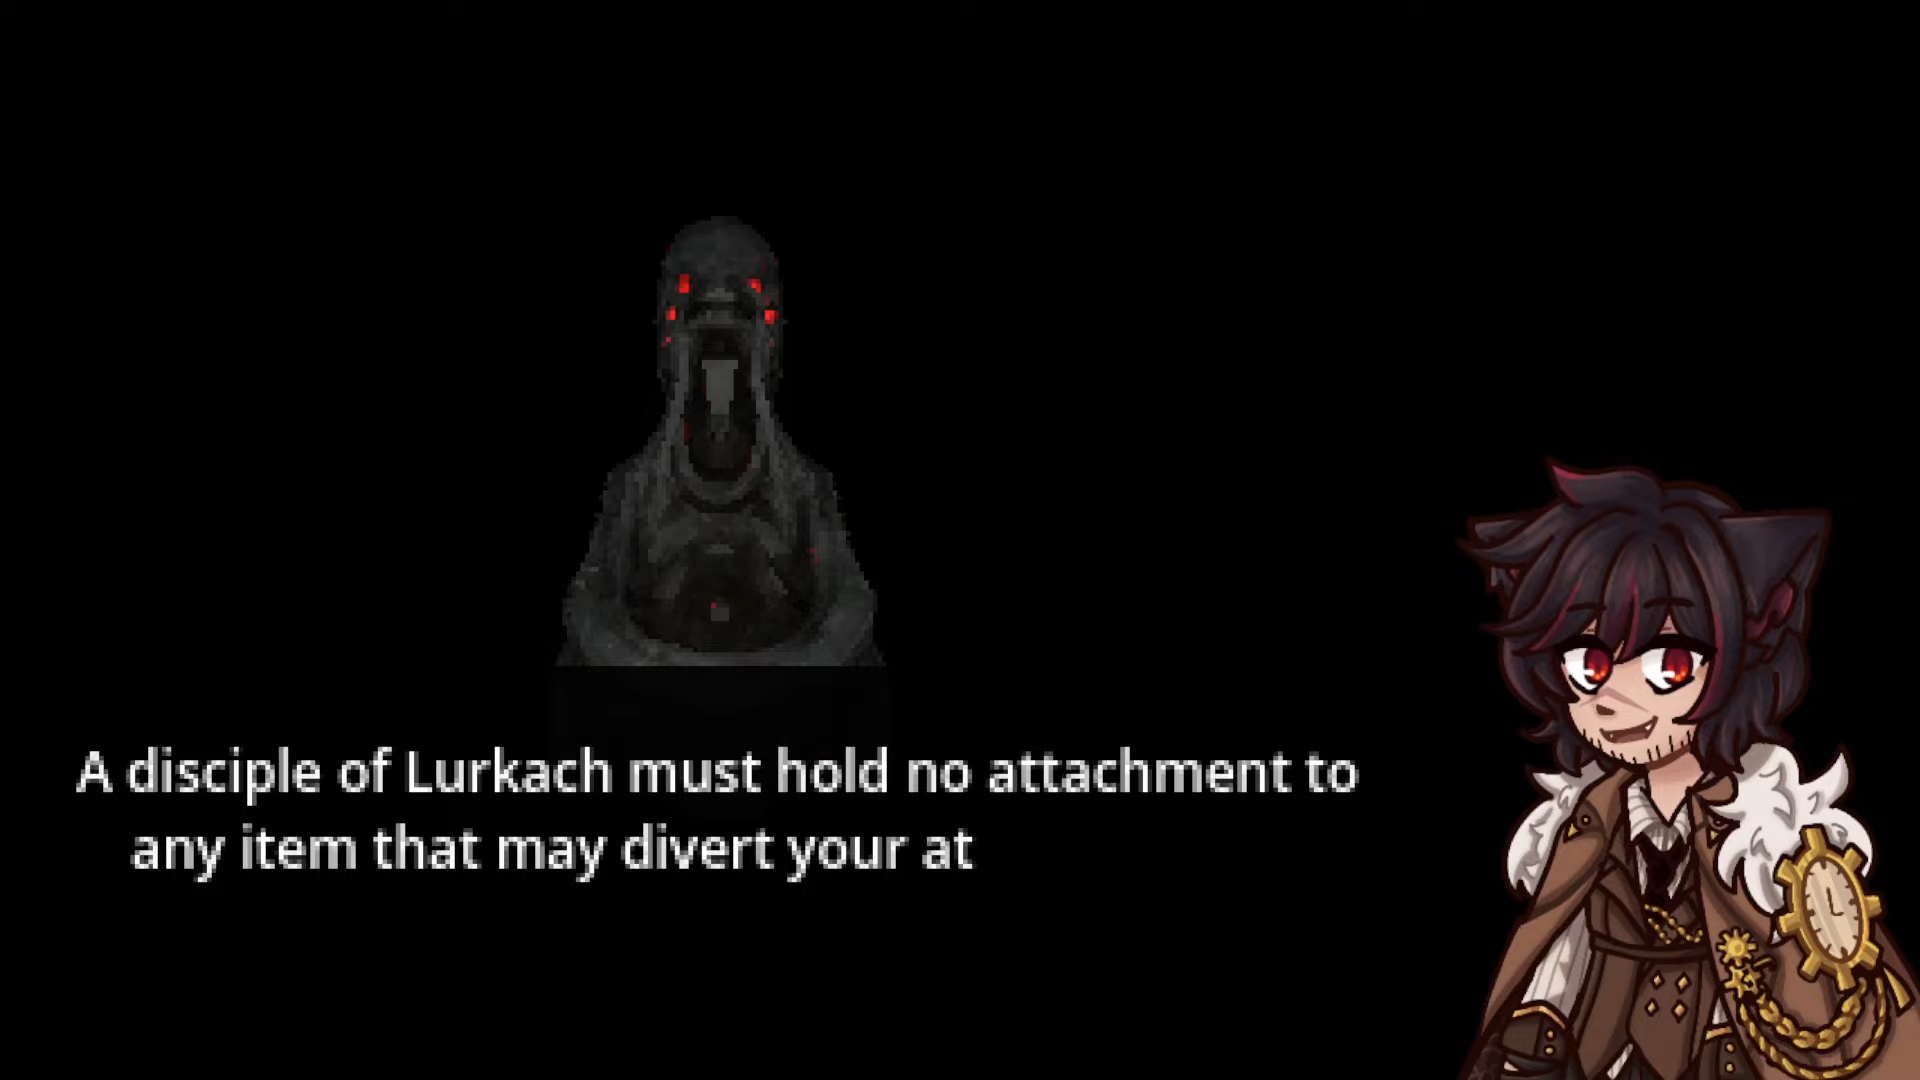 A disciple of Lurkach must hold no attachment to
any item that may divert your at